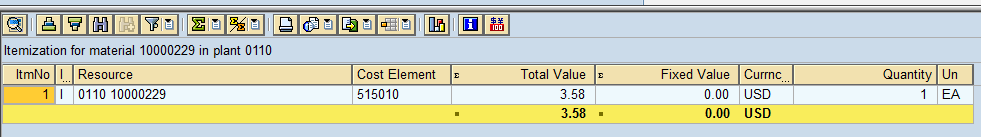 Itemization for material 10000229 in plant 0110
ItmNo I... Resource Cost Element Σ Total Value Σ Fixed Value Currnc... Quantity Un
1 I 0110 10000229 515010 3.58 0.00 USD 1 EA
3.58 0.00 USD